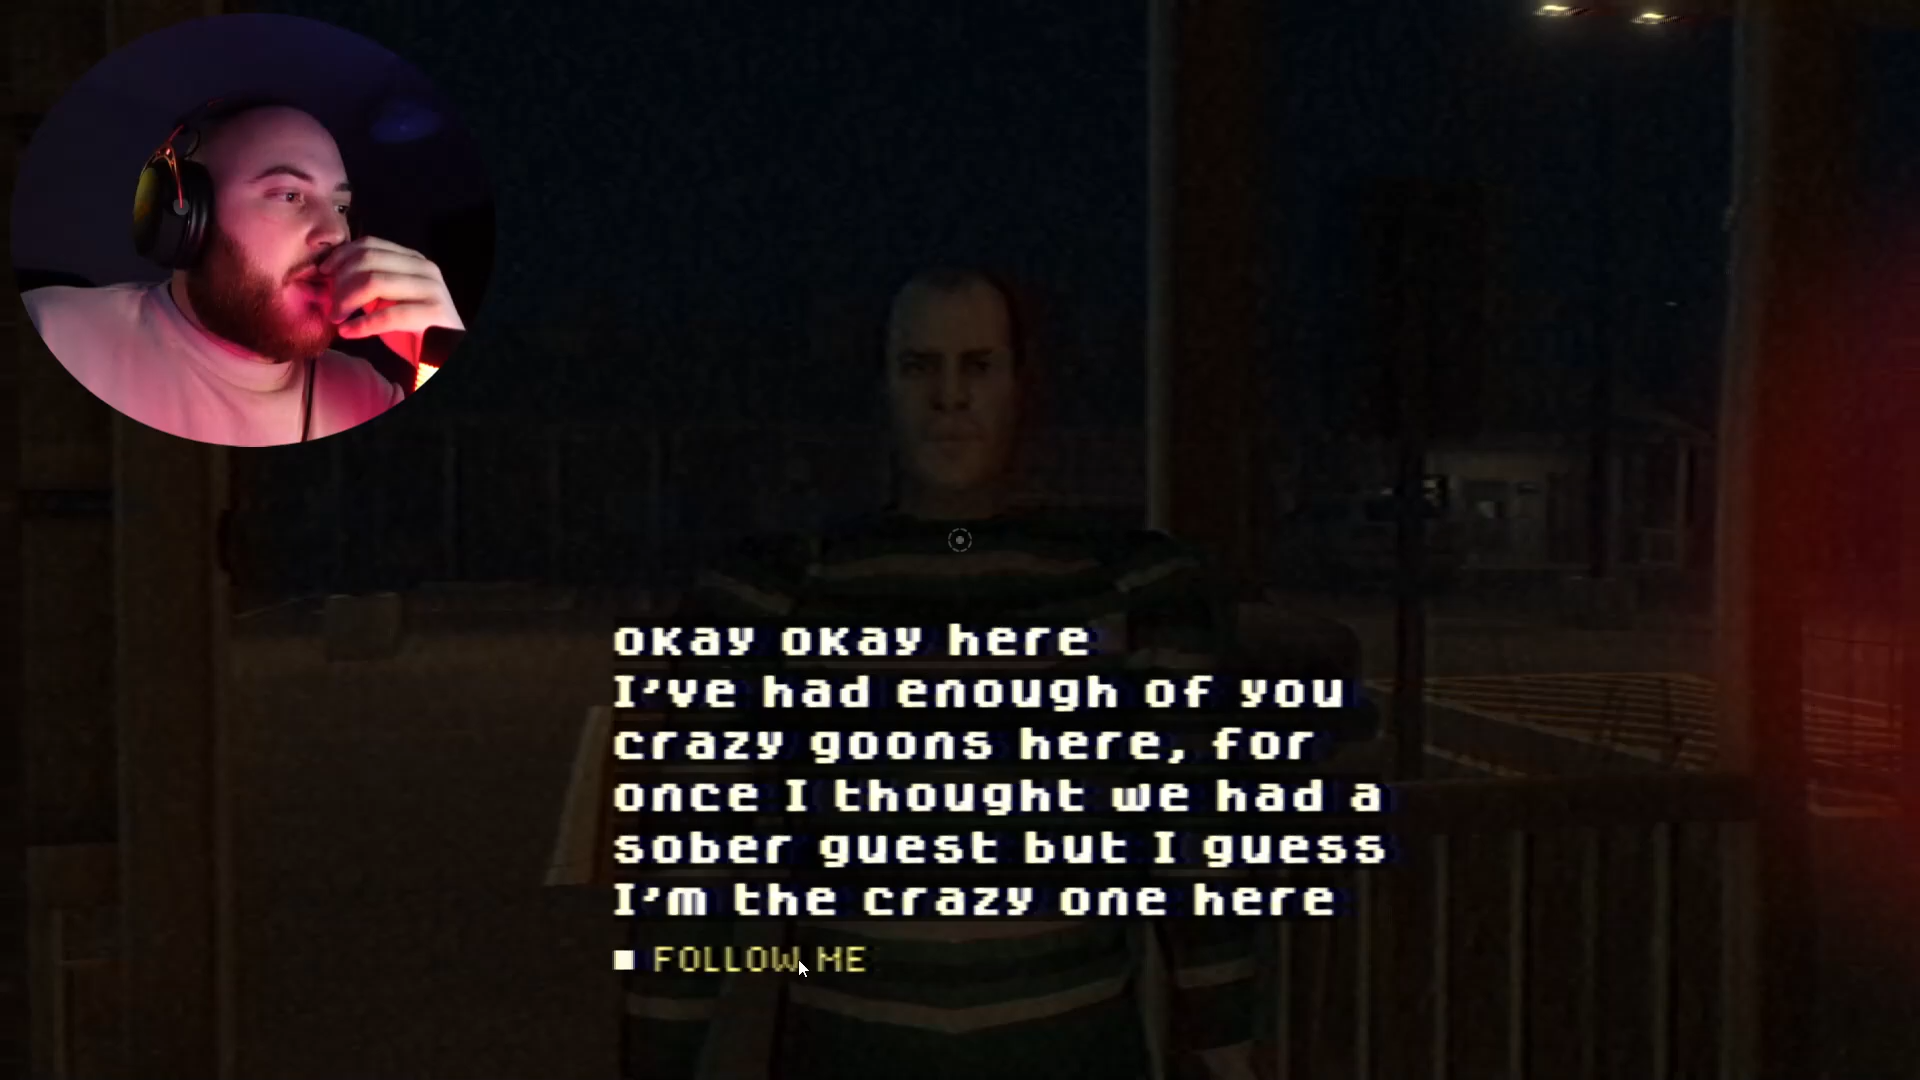 okay okay here
I've had enough of you
crazy goons here, for
once I thought we had a
sober guest but I guess
I'm the crazy one here
FOLLOW ME